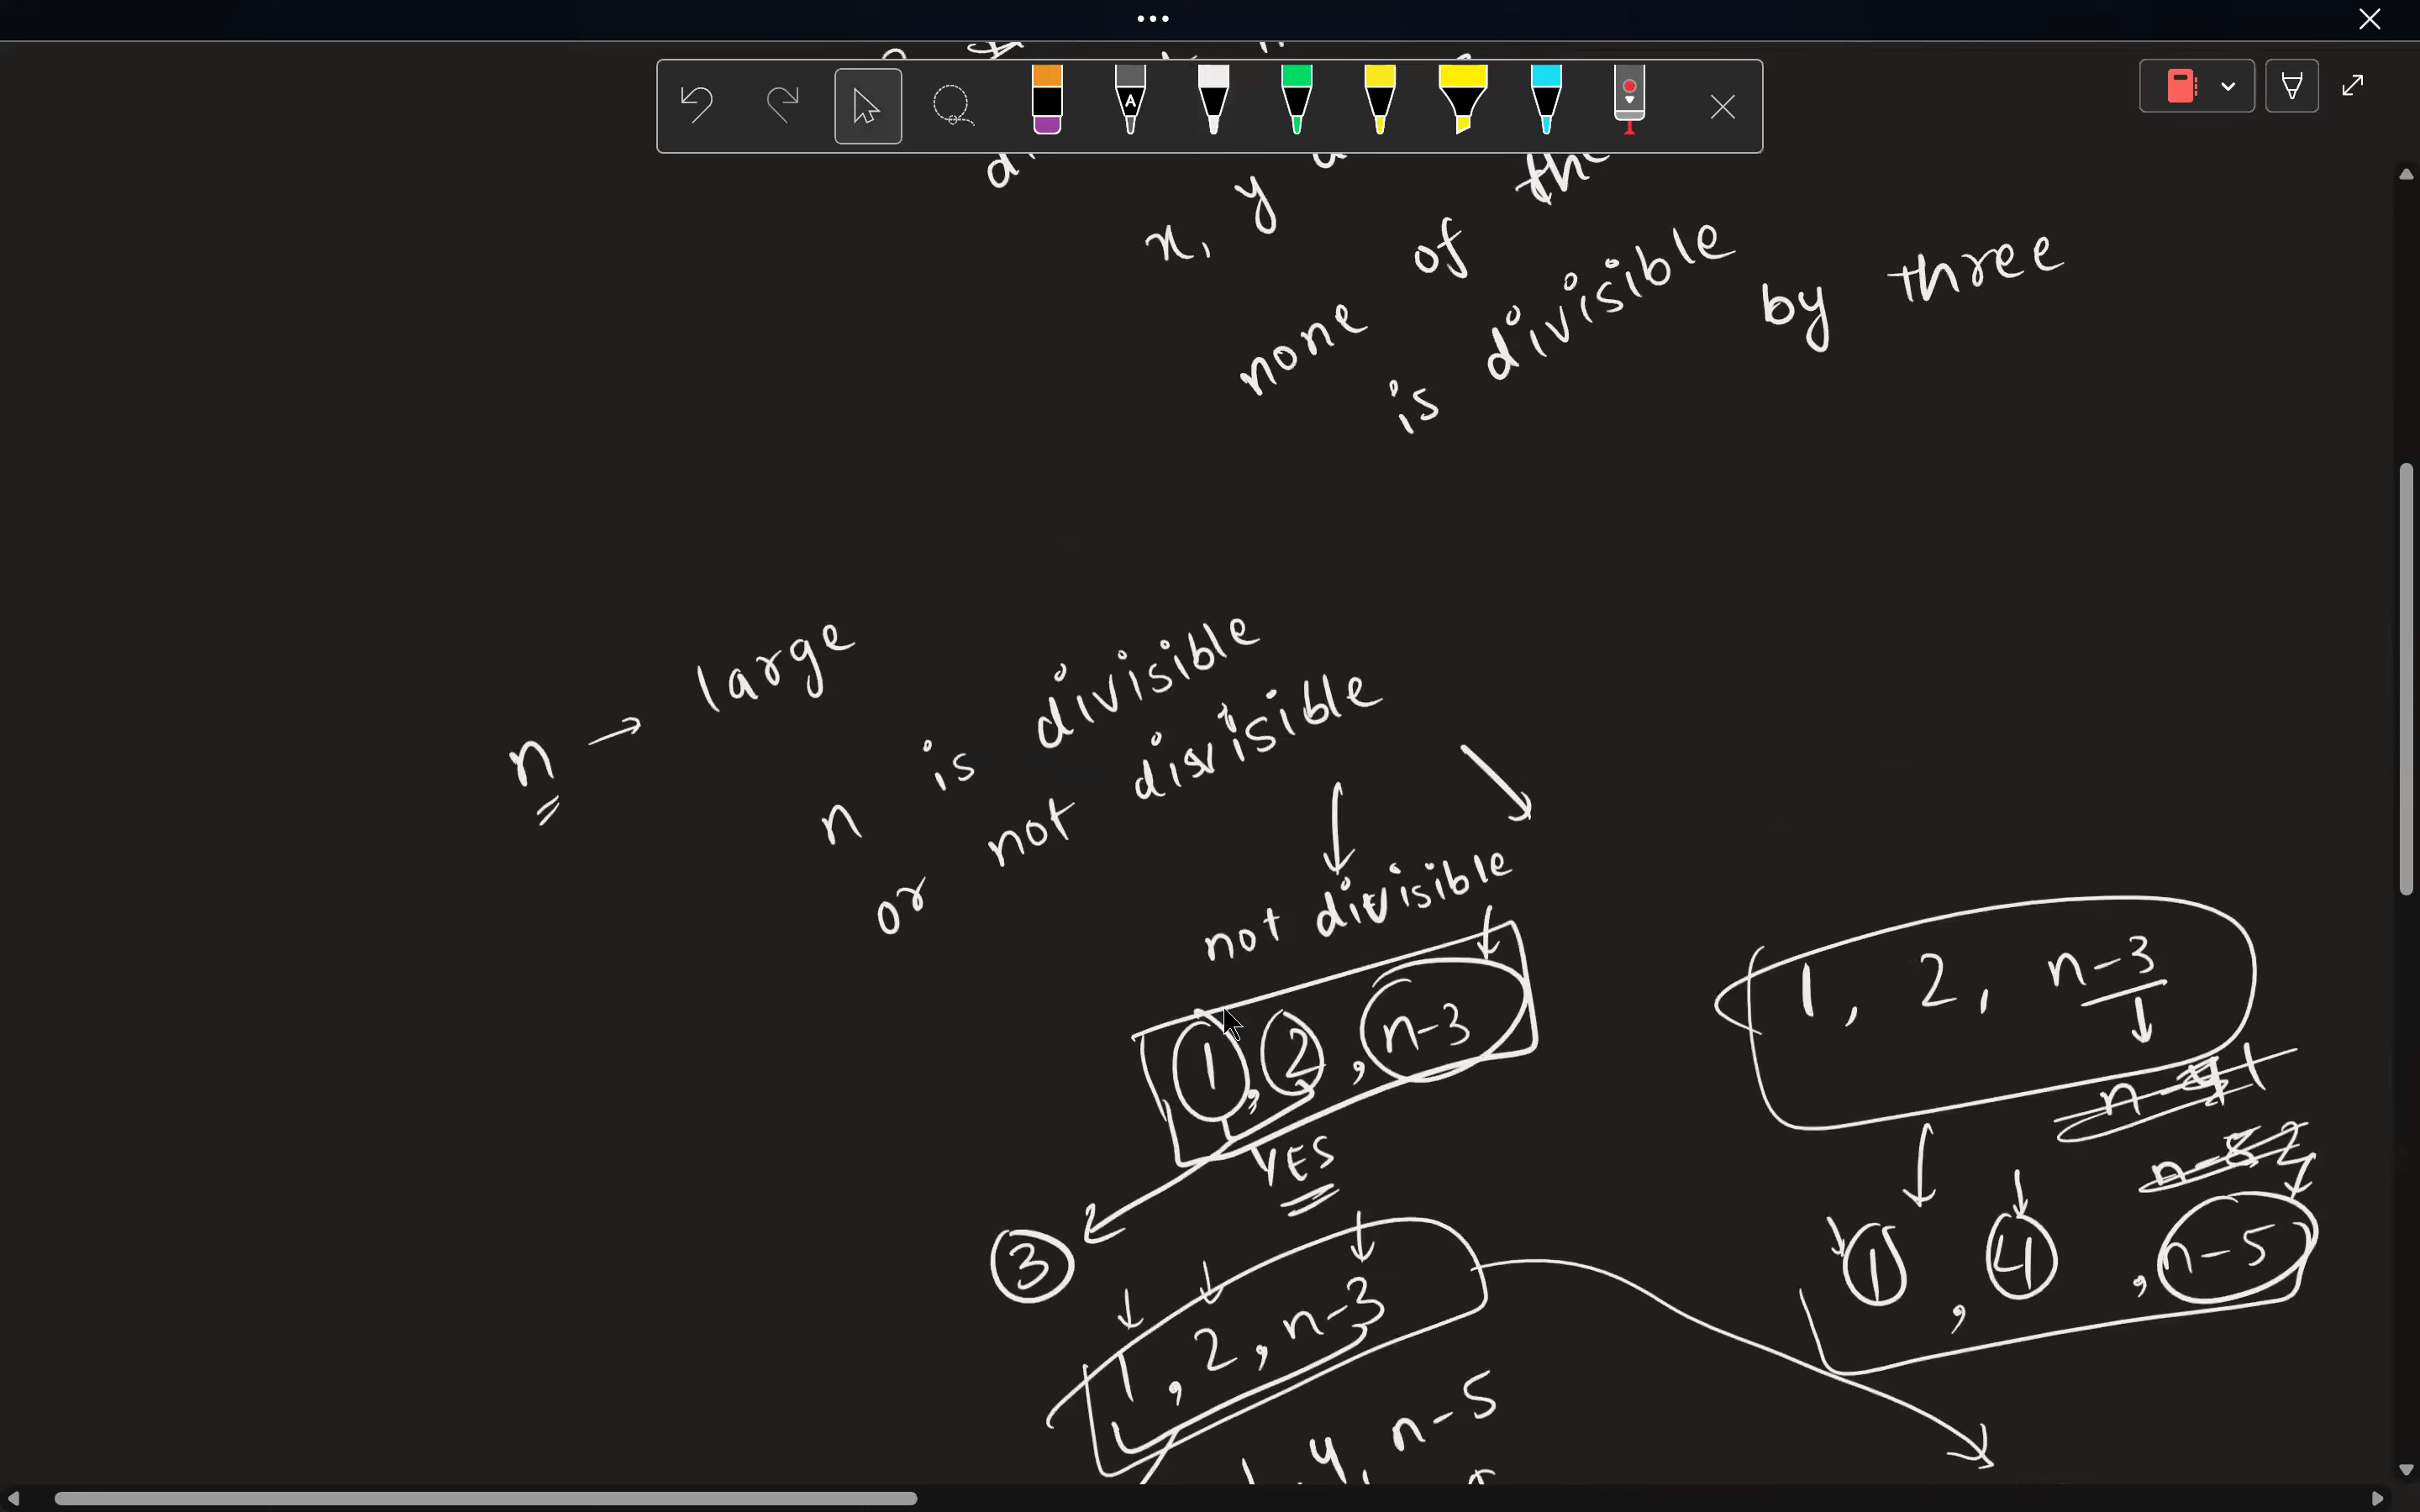 x, y
of
none
is divisible by three
n → large
n is divisible
or not divisible
not divisible
1, 2, n-3
YES
3
1, 2, n-3
1, 4, n-5
1, 2, n-3
1, 4, n-5